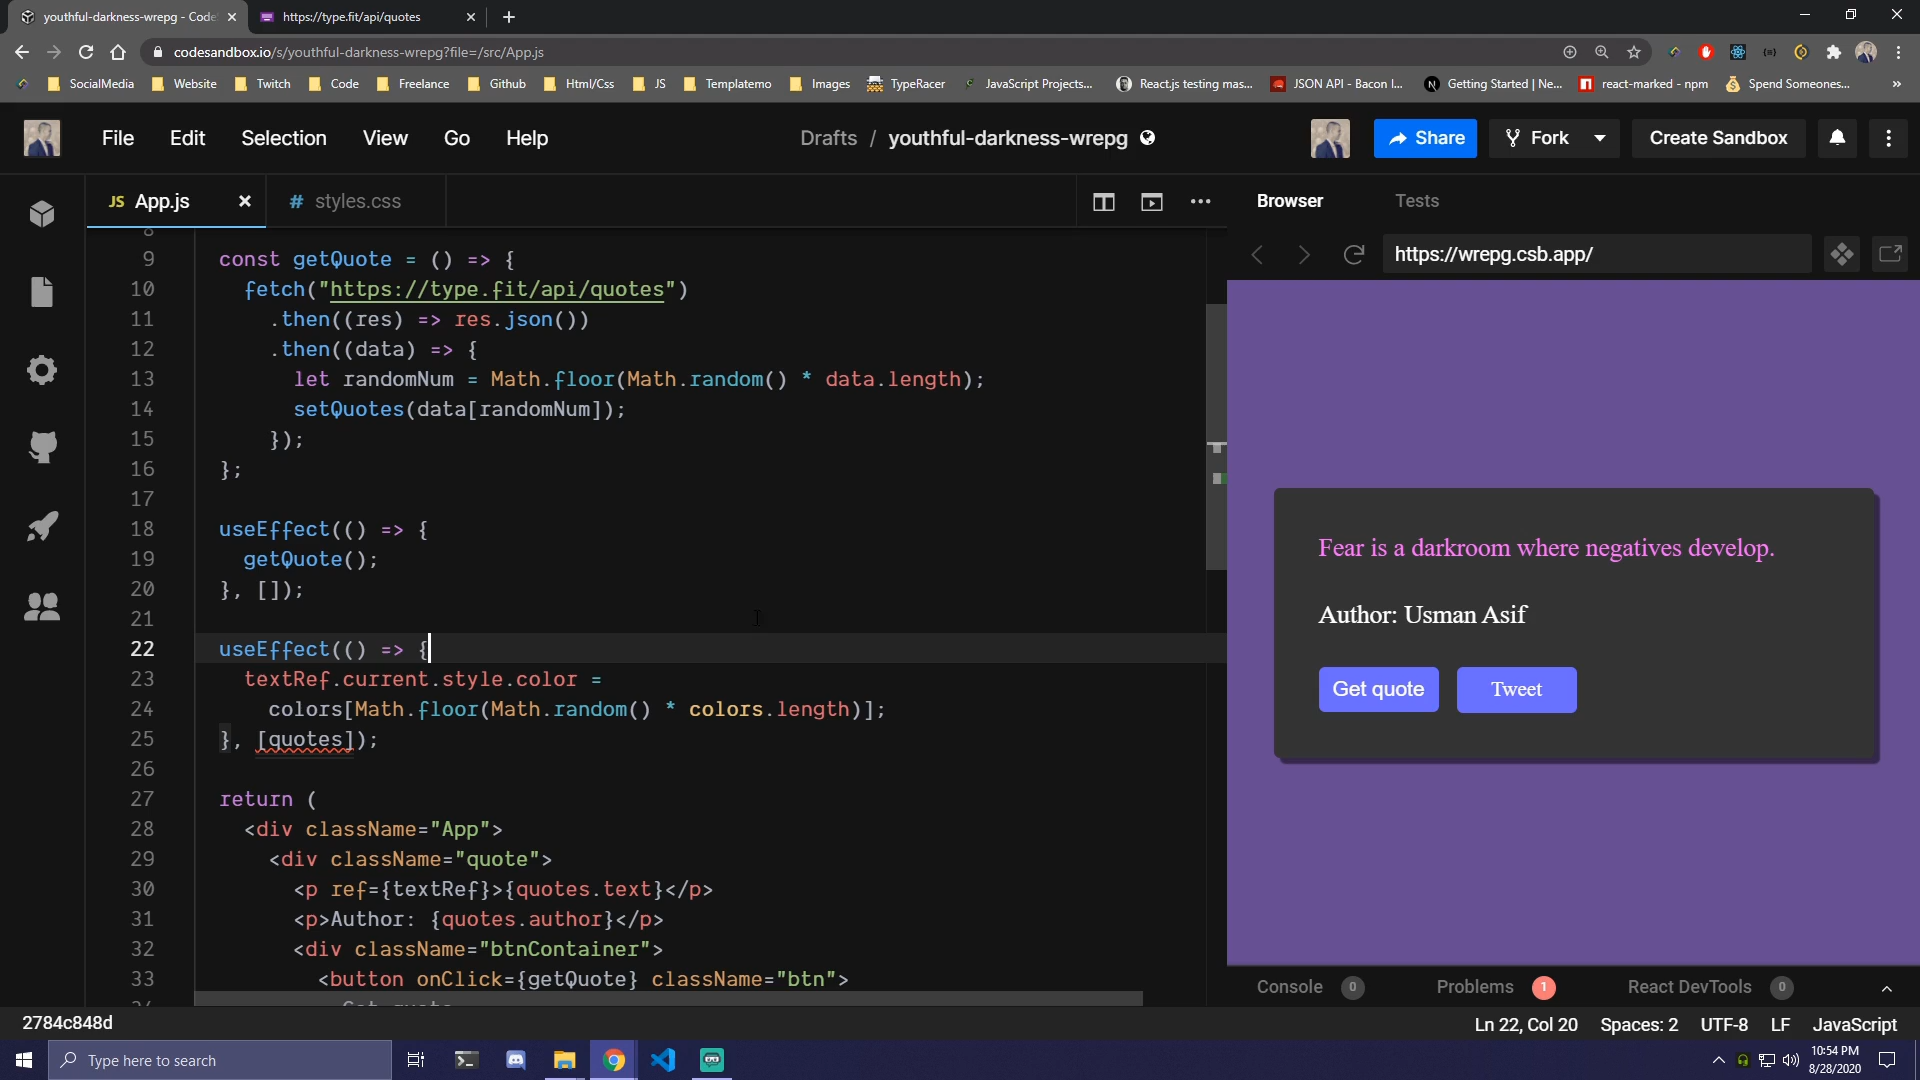 youthful-darkness-wrepg - Code
https://type.fit/api/quotes
codesandbox.io/s/youthful-darkness-wrepg?file=/src/App.js
SocialMedia
Website
Twitch
Code
Freelance
Github
Html/Css
JS
Templatemo
Images
TypeRacer
JavaScript Projects...
React.js testing mas...
JSON API - Bacon I...
Getting Started | Ne...
react-marked - npm
Spend Someones...
»
File
Edit
Selection
View
Go
Help
Drafts / youthful-darkness-wrepg
Share
Fork
Create Sandbox
JS App.js
# styles.css
Browser
Tests
https://wrepg.csb.app/
8
9 const getQuote = () => {
10 fetch("https://type.fit/api/quotes")
11 .then((res) => res.json())
12 .then((data) => {
13 let randomNum = Math.floor(Math.random() * data.length);
14 setQuotes(data[randomNum]);
15 });
16 };
17
18 useEffect(() => {
19 getQuote();
20 }, []);
21
22 useEffect(() => {
23 textRef.current.style.color =
24 colors[Math.floor(Math.random() * colors.length)];
25 }, [quotes]);
26
27 return (
28 <div className="App">
29 <div className="quote">
30 <p ref={textRef}>{quotes.text}</p>
31 <p>Author: {quotes.author}</p>
32 <div className="btnContainer">
33 <button onClick={getQuote} className="btn">
34 Get quote
Fear is a darkroom where negatives develop.
Author: Usman Asif
Get quote
Tweet
Console 0
Problems 1
React DevTools 0
2784c848d
Ln 22, Col 20
Spaces: 2
UTF-8
LF
JavaScript
Type here to search
10:54 PM
8/28/2020